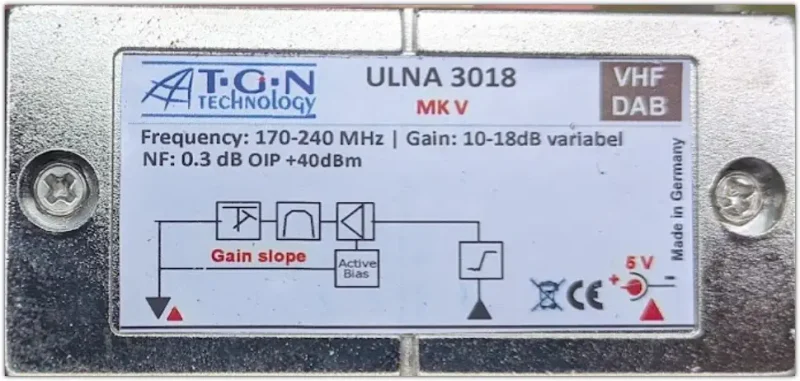 T·G·N
TECHNOLOGY
ULNA 3018
MK V
VHF
DAB
Frequency: 170-240 MHz | Gain: 10-18dB variabel
NF: 0.3 dB OIP +40dBm
Gain slope
Active
Bias
CE
+ 5 V -
Made in Germany